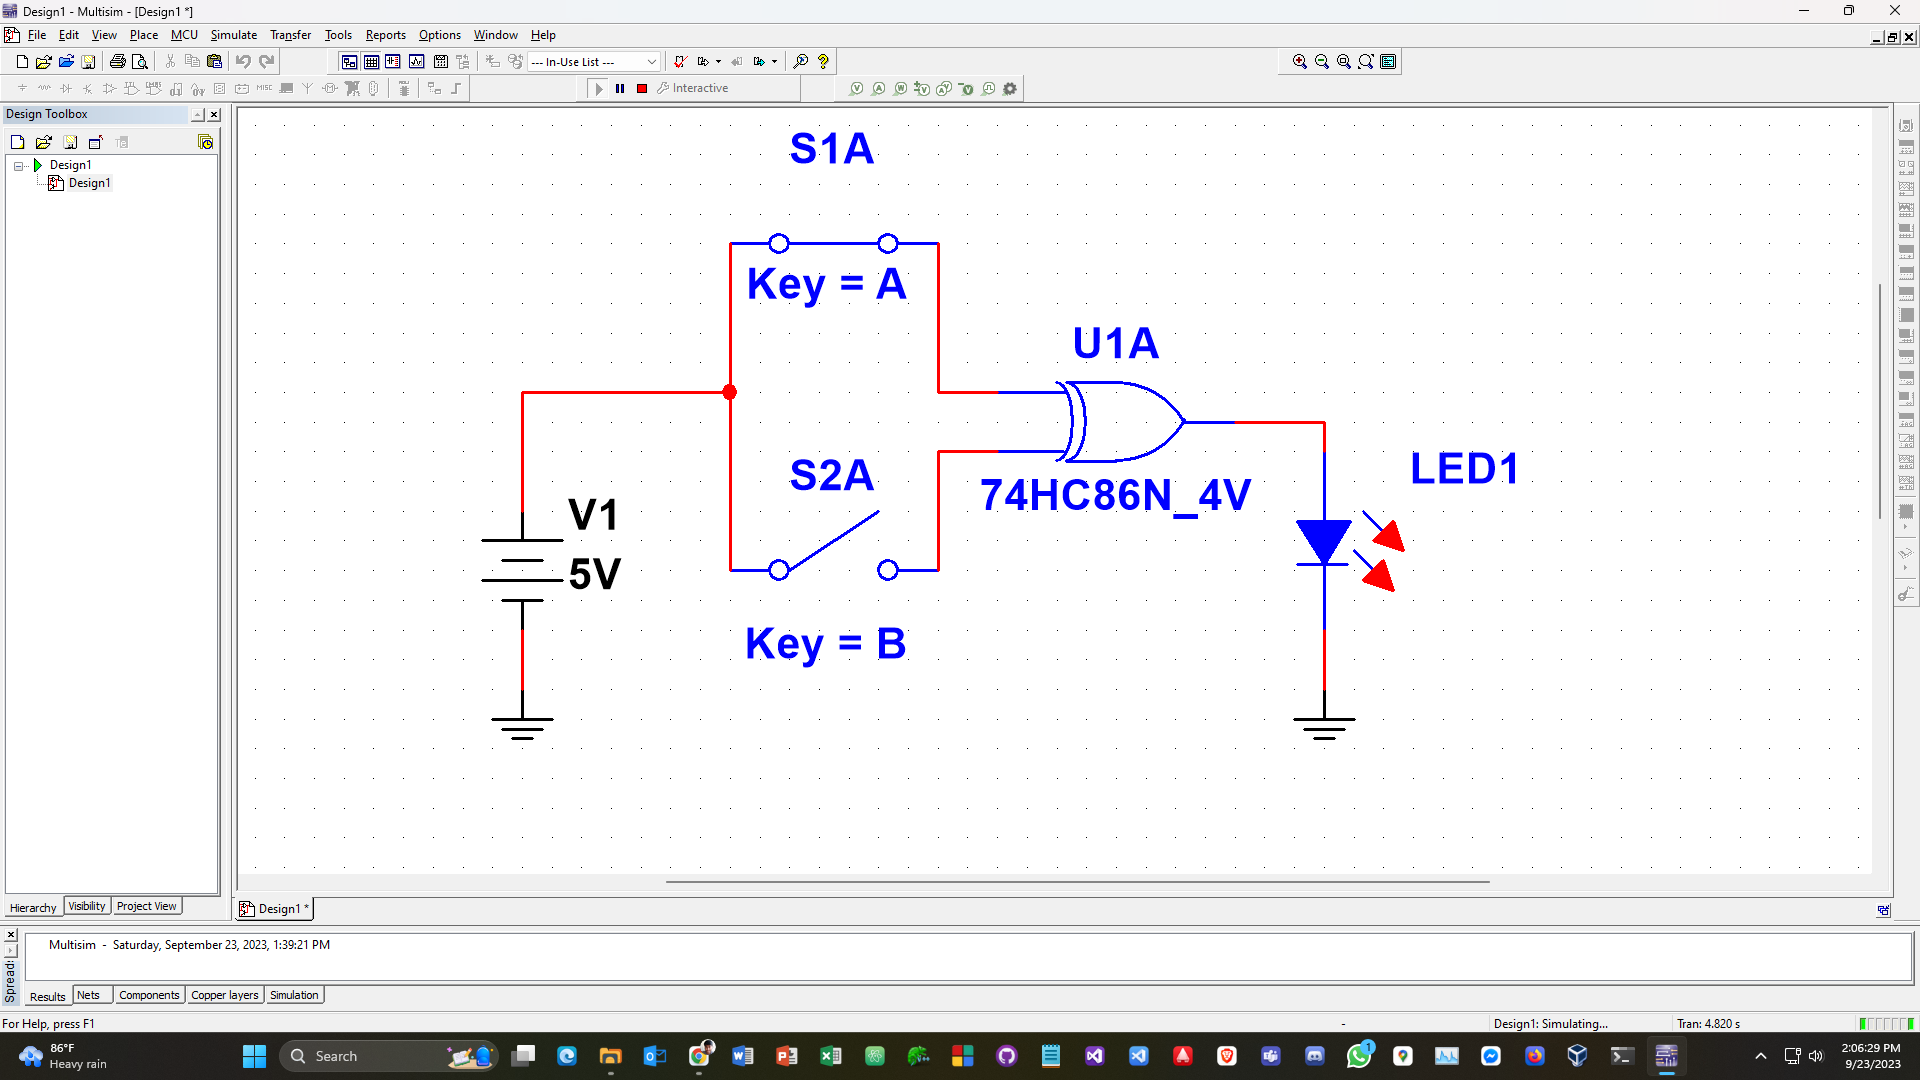 Design1 - Multisim - [Design1 *]
File Edit View Place MCU Simulate Transfer Tools Reports Options Window Help
--- In-Use List ---
MISC
Interactive
Design Toolbox
Design1
Design1
S1A
Key = A
U1A
S2A
74HC86N_4V
LED1
V1
5V
Key = B
Hierarchy Visibility Project View
Design1 *
Multisim - Saturday, September 23, 2023, 1:39:21 PM
Results Nets Components Copper layers Simulation
For Help, press F1
-
Design1: Simulating...
Tran: 4.820 s
86°F
Heavy rain
Search
1
2:06:29 PM
9/23/2023